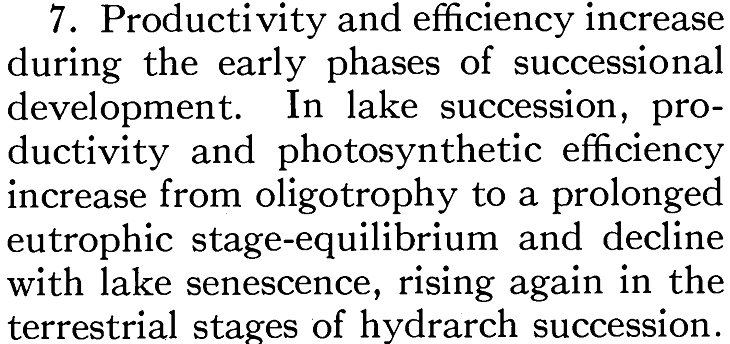 7. Productivity and efficiency increase
during the early phases of successional
development. In lake succession, pro-
ductivity and photosynthetic efficiency
increase from oligotrophy to a prolonged
eutrophic stage-equilibrium and decline
with lake senescence, rising again in the
terrestrial stages of hydrarch succession.